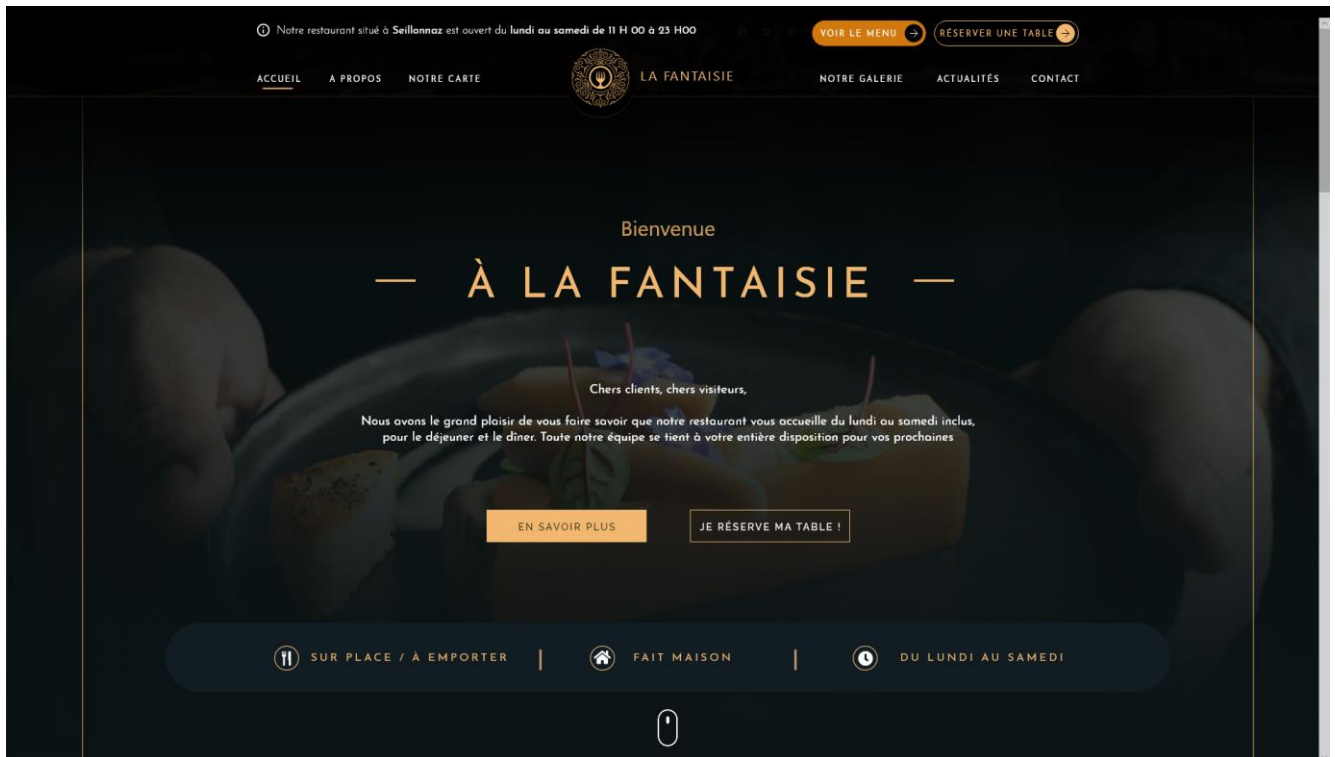 Notre restaurant situé à Seillonnaz est ouvert du lundi au samedi de 11 H 00 à 23 H00
VOIR LE MENU
RÉSERVER UNE TABLE
ACCUEIL
A PROPOS
NOTRE CARTE
LA FANTAISIE
NOTRE GALERIE
ACTUALITÉS
CONTACT
Bienvenue
À LA FANTAISIE
Chers clients, chers visiteurs,
Nous avons le grand plaisir de vous faire savoir que notre restaurant vous accueille du lundi au samedi inclus,
pour le déjeuner et le dîner. Toute notre équipe se tient à votre entière disposition pour vos prochaines
EN SAVOIR PLUS
JE RÉSERVE MA TABLE !
SUR PLACE / À EMPORTER
FAIT MAISON
DU LUNDI AU SAMEDI